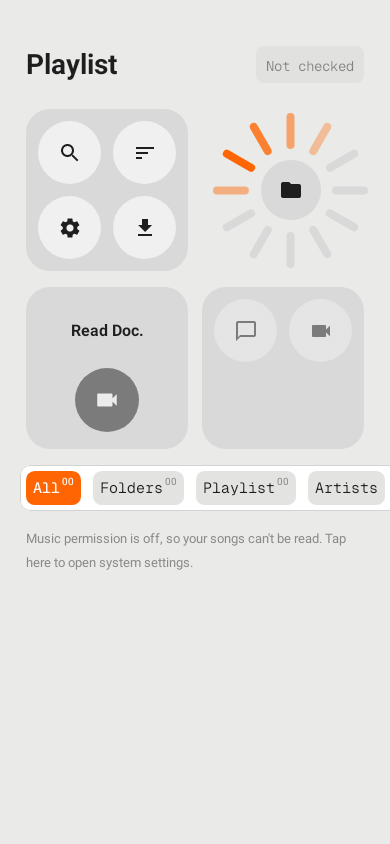 Playlist
Not checked
Read Doc.
All 00
Folders 00
Playlist 00
Artists
Music permission is off, so your songs can't be read. Tap
here to open system settings.